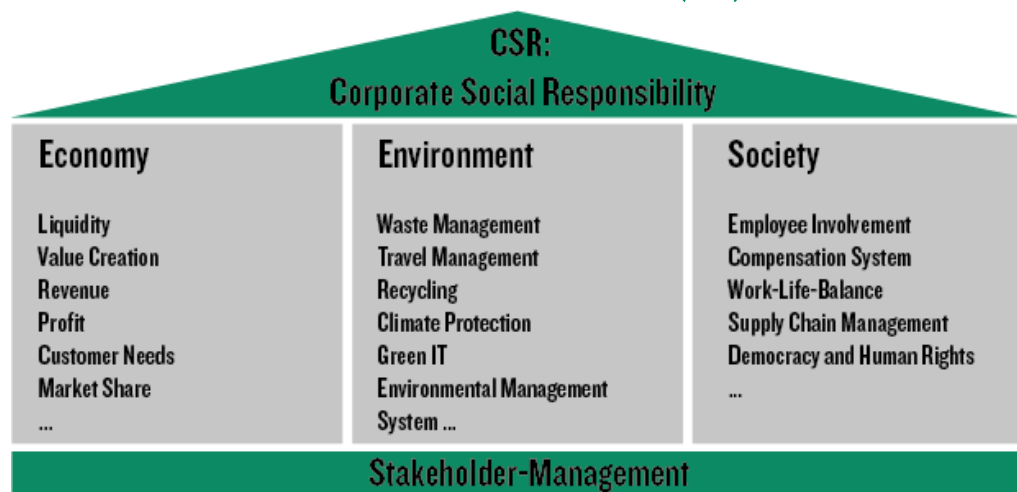 CSR:
Corporate Social Responsibility
Economy
Liquidity
Value Creation
Revenue
Profit
Customer Needs
Market Share
...
Environment
Waste Management
Travel Management
Recycling
Climate Protection
Green IT
Environmental Management
System ...
Society
Employee Involvement
Compensation System
Work-Life-Balance
Supply Chain Management
Democracy and Human Rights
...
Stakeholder-Management